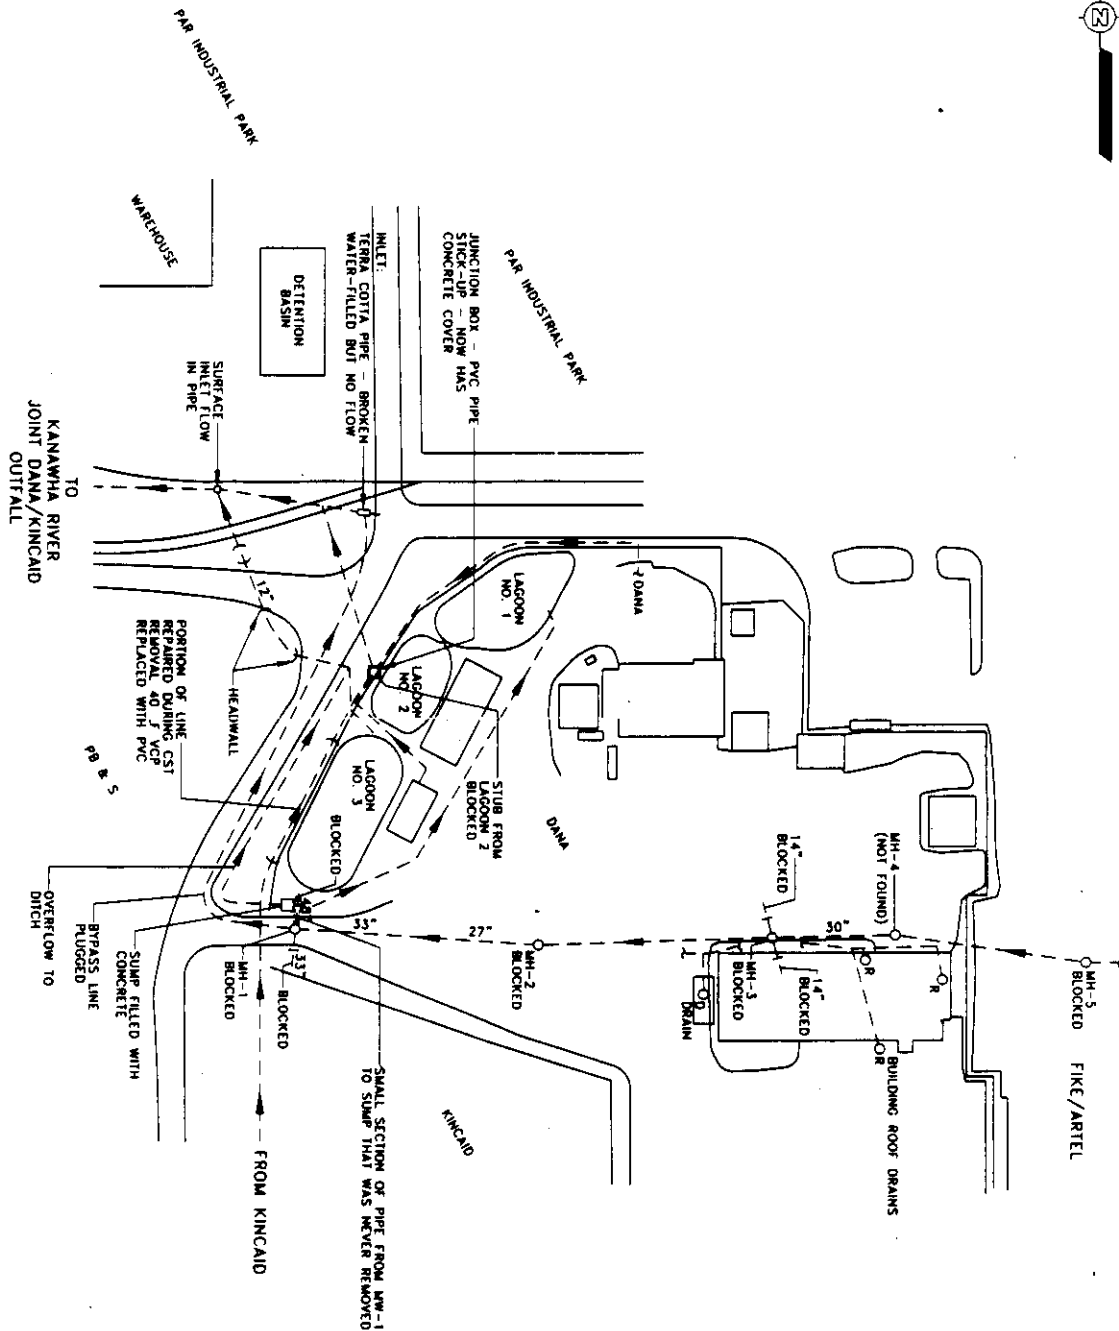 N
PAR INDUSTRIAL PARK
WAREHOUSE
DETENTION
BASIN
INLET:
TERRA COTTA PIPE - BROKEN
WATER-FILLED BUT NO FLOW
JUNCTION BOX - PVC PIPE
STICK-UP - NOW HAS
CONCRETE COVER
PAR INDUSTRIAL PARK
SURFACE
INLET FLOW
IN PIPE
TO
KANAWHA RIVER
JOINT DANA/KINCAID
OUTFALL
12"
HEADWALL
PORTION OF LINE
REPAIRED DURING CST
REPLACED WITH PVC
PB & S
LAGOON
NO. 1
LAGOON
NO. 2
LAGOON
NO. 3
BLOCKED
STUB FROM
LAGOON 2
BLOCKED
DANA
DANA
OVERFLOW TO
DITCH
BYPASS LINE
PLUGGED
SUMP FILLED WITH
CONCRETE
MH-1
BLOCKED
BLOCKED
33"
33"
27"
MH-2
BLOCKED
14"
BLOCKED
MH-4
(NOT FOUND)
30"
MH-3
BLOCKED
14"
BLOCKED
DRAIN
D
R
R
R
BUILDING ROOF DRAINS
MH-5
BLOCKED
FIKE/ARTEL
SMALL SECTION OF PIPE FROM MW-1
TO SUMP THAT WAS NEVER REMOVED
KINCAID
FROM KINCAID